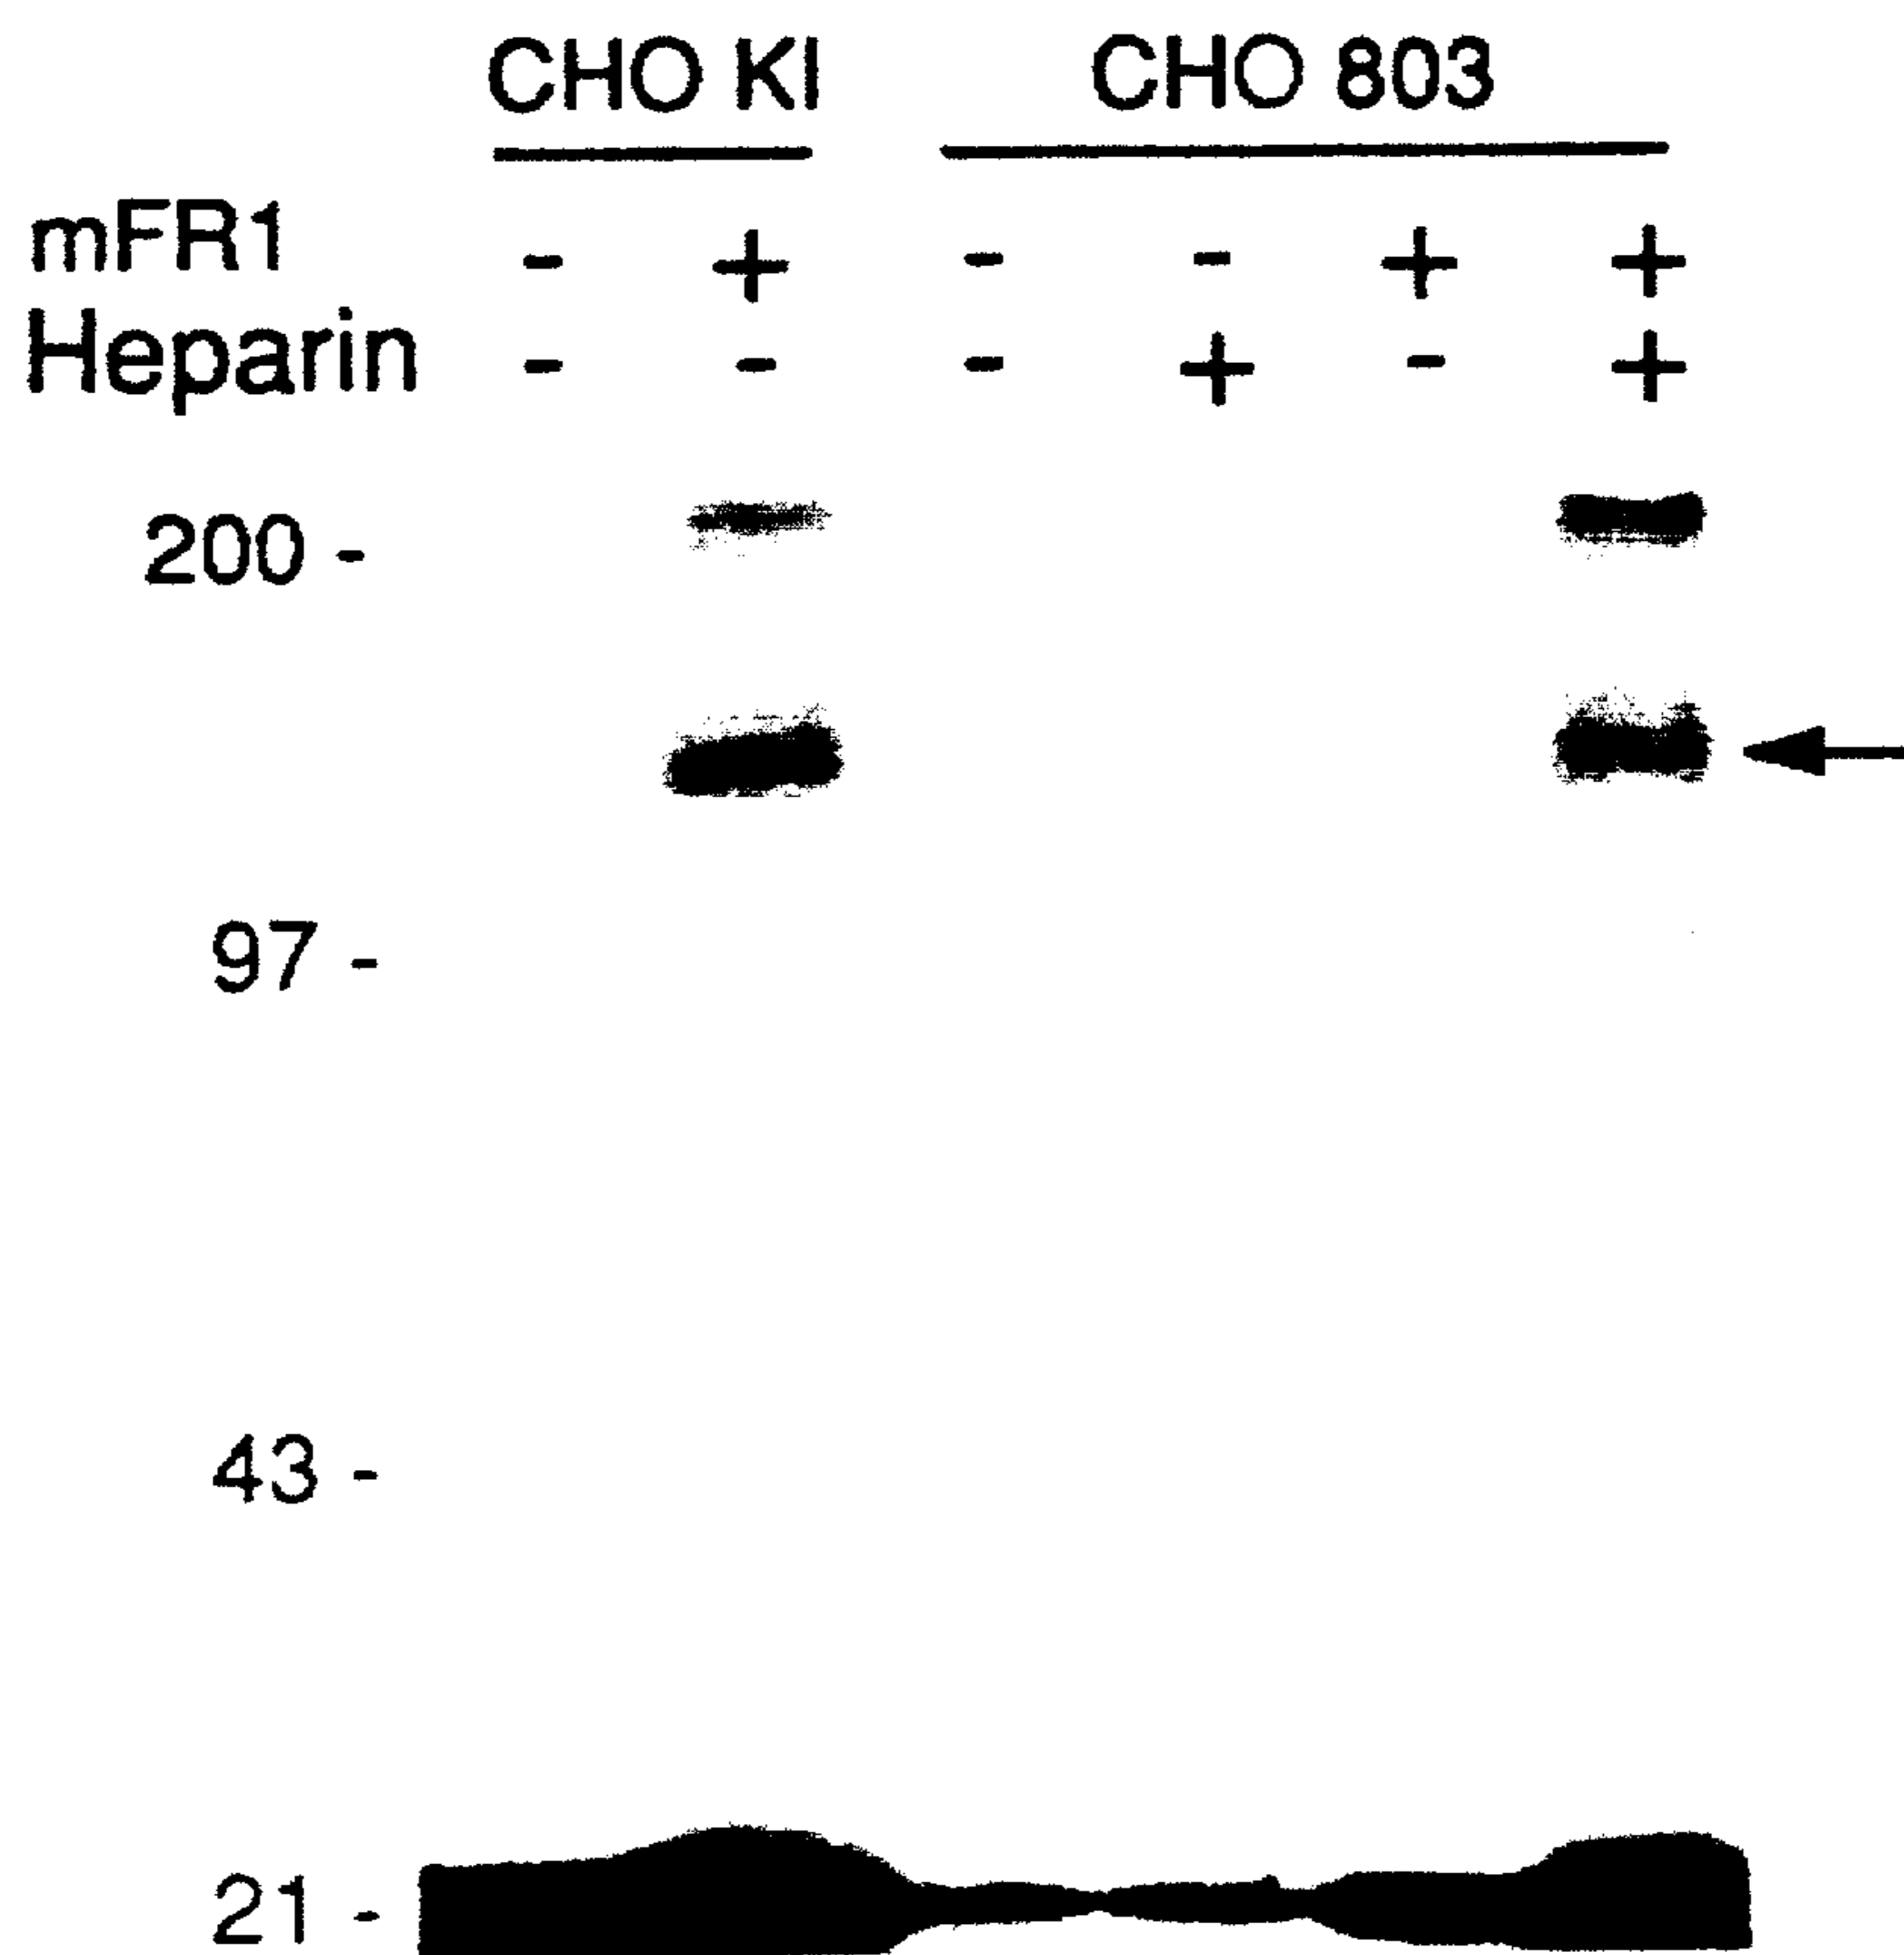 CHO KI CHO 803
mFR1 - + - - + +
Heparin - - - + - +
200 -
97 -
43 -
21 -